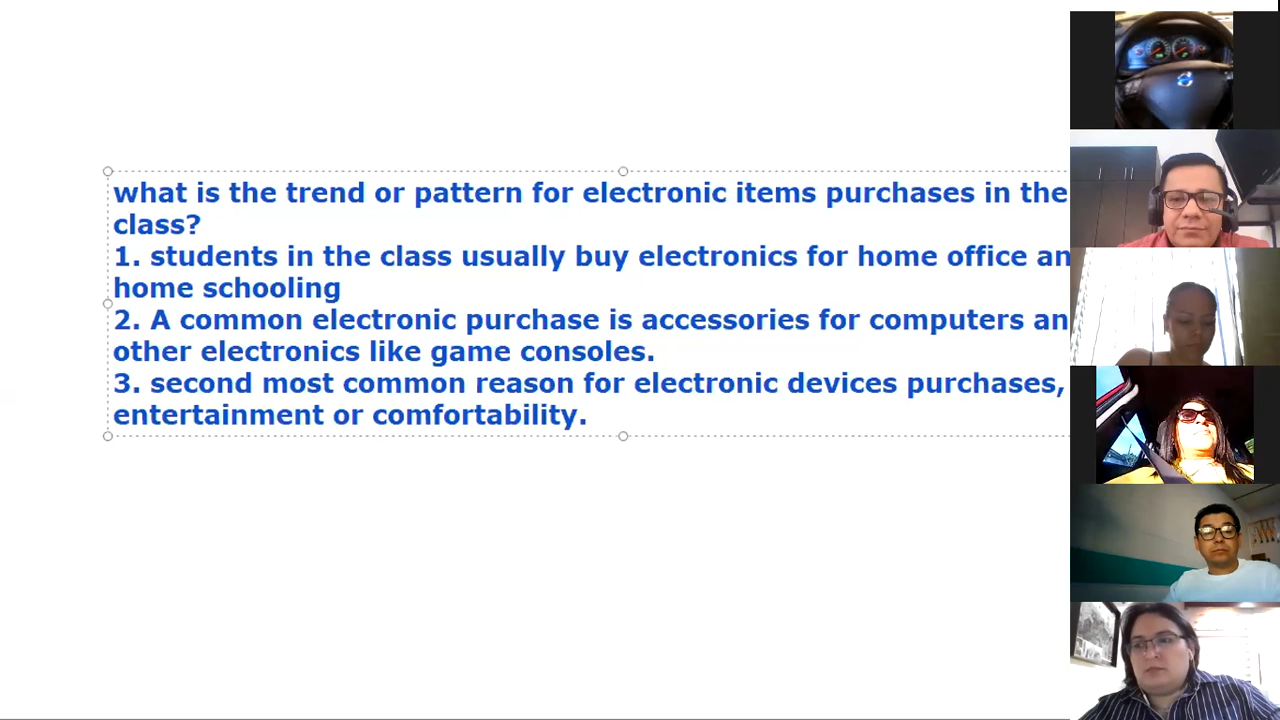 what is the trend or pattern for electronic items purchases in the
class?
1. students in the class usually buy electronics for home office an
home schooling
2. A common electronic purchase is accessories for computers an
other electronics like game consoles.
3. second most common reason for electronic devices purchases,
entertainment or comfortability.